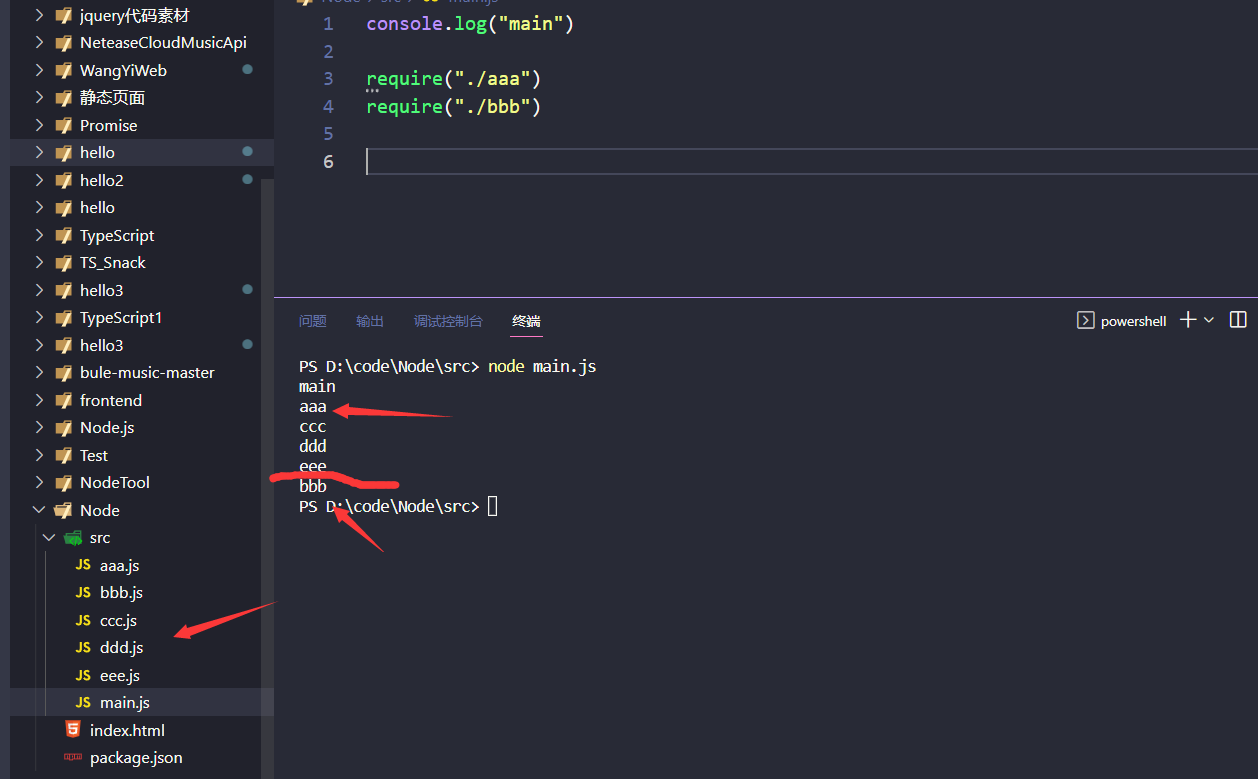 jquery代码素材
NeteaseCloudMusicApi
WangYiWeb
静态页面
Promise
hello
hello2
hello
TypeScript
TS_Snack
hello3
TypeScript1
hello3
bule-music-master
frontend
Node.js
Test
NodeTool
Node
src
JS aaa.js
JS bbb.js
JS ccc.js
JS ddd.js
JS eee.js
JS main.js
5 index.html
npm package.json
1 console.log("main")
2
3 require("./aaa")
4 require("./bbb")
5
6
问题 输出 调试控制台 终端
powershell
PS D:\code\Node\src> node main.js
main
aaa
ccc
ddd
eee
bbb
PS D:\code\Node\src>